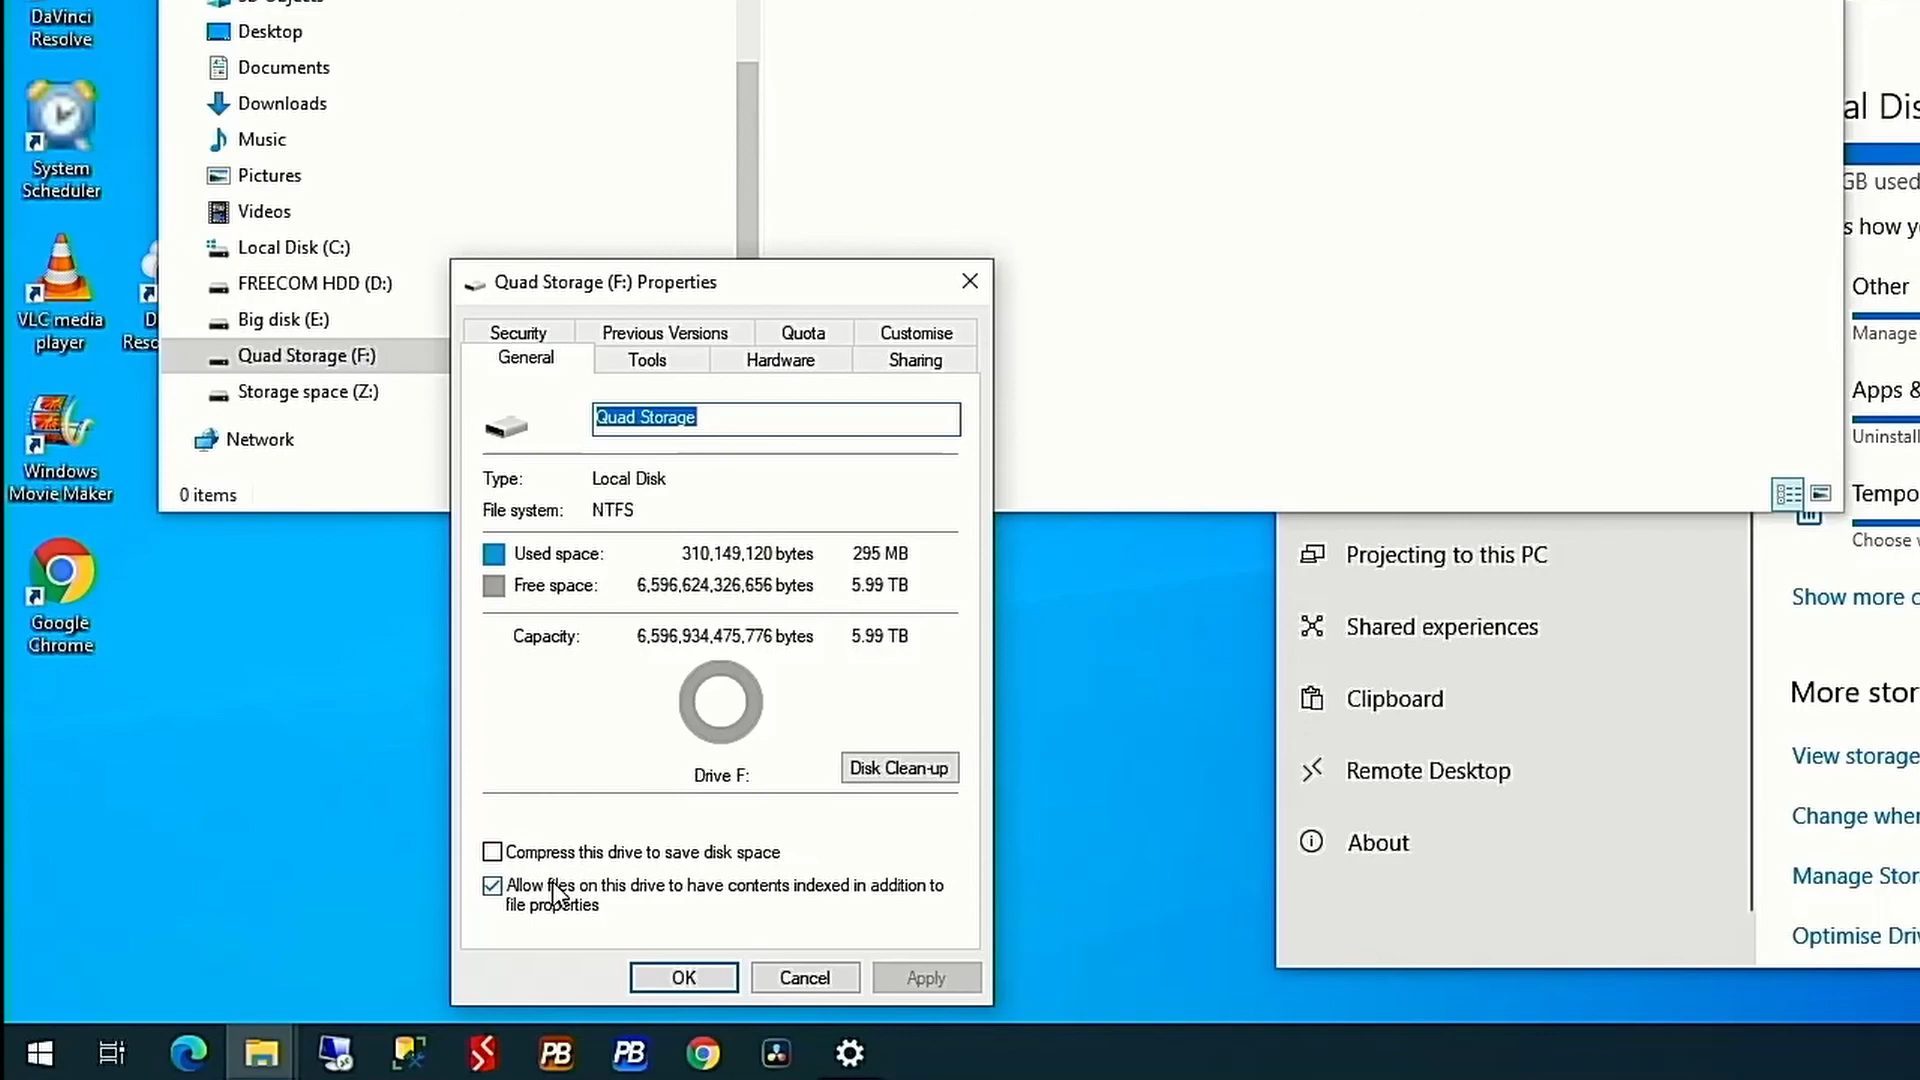 DaVinci
Resolve
System
Scheduler
VLC media
player
Windows
Movie Maker
Google
Chrome
Desktop
Documents
Downloads
Music
Pictures
Videos
Local Disk (C:)
FREECOM HDD (D:)
Big disk (E:)
Quad Storage (F:)
Storage space (Z:)
Network
0 items
Quad Storage (F:) Properties
Security
Previous Versions
Quota
Customise
General
Tools
Hardware
Sharing
Quad Storage
Type:
Local Disk
File system:
NTFS
Used space:
310,149,120 bytes
295 MB
Free space:
6,596,624,326,656 bytes
5.99 TB
Capacity:
6,596,934,475,776 bytes
5.99 TB
Drive F:
Disk Clean-up
Compress this drive to save disk space
Allow files on this drive to have contents indexed in addition to
file properties
OK
Cancel
Apply
Projecting to this PC
Shared experiences
Clipboard
Remote Desktop
About
al Dis
GB used
s how y
Other
Manage
Apps &
Uninstall
Tempo
Choose
Show more
More stor
View storage
Change wher
Manage Stor
Optimise Driv
PB
PB